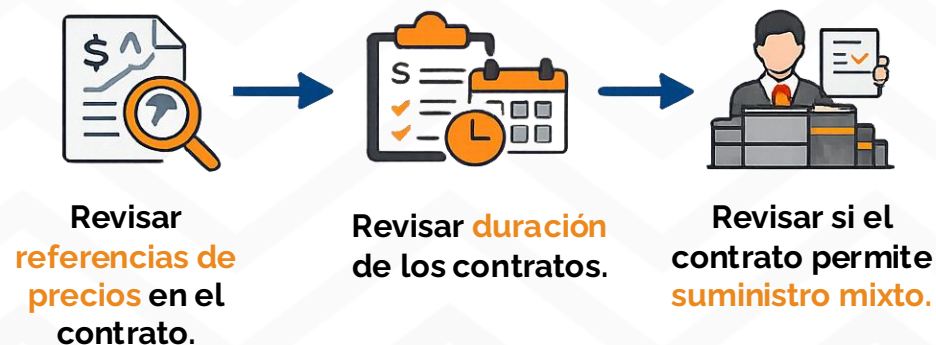 $
S
Revisar
referencias de
precios en el
contrato.
Revisar duración
de los contratos.
Revisar si el
contrato permite
suministro mixto.